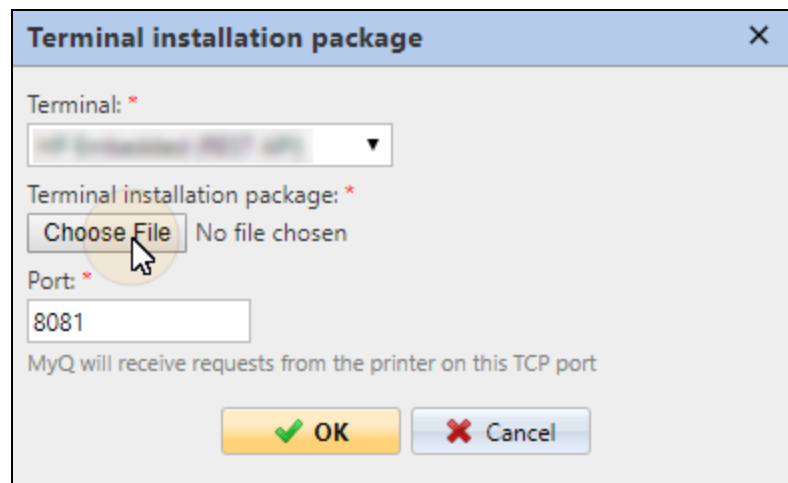 Terminal installation package
Terminal: *
Terminal installation package: *
Choose File No file chosen
Port: *
8081
MyQ will receive requests from the printer on this TCP port
OK Cancel